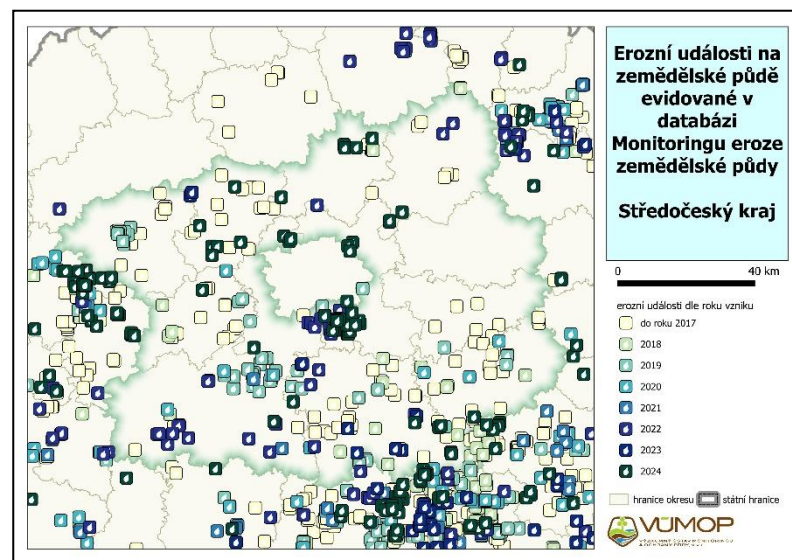 Erozní události na
zemědělské půdě
evidované v
databázi
Monitoringu eroze
zemědělské půdy
Středočeský kraj
0 40 km
erozní události dle roku vzniku
do roku 2017
2018
2019
2020
2021
2022
2023
2024
hranice okresu státní hranice
VÚMOP